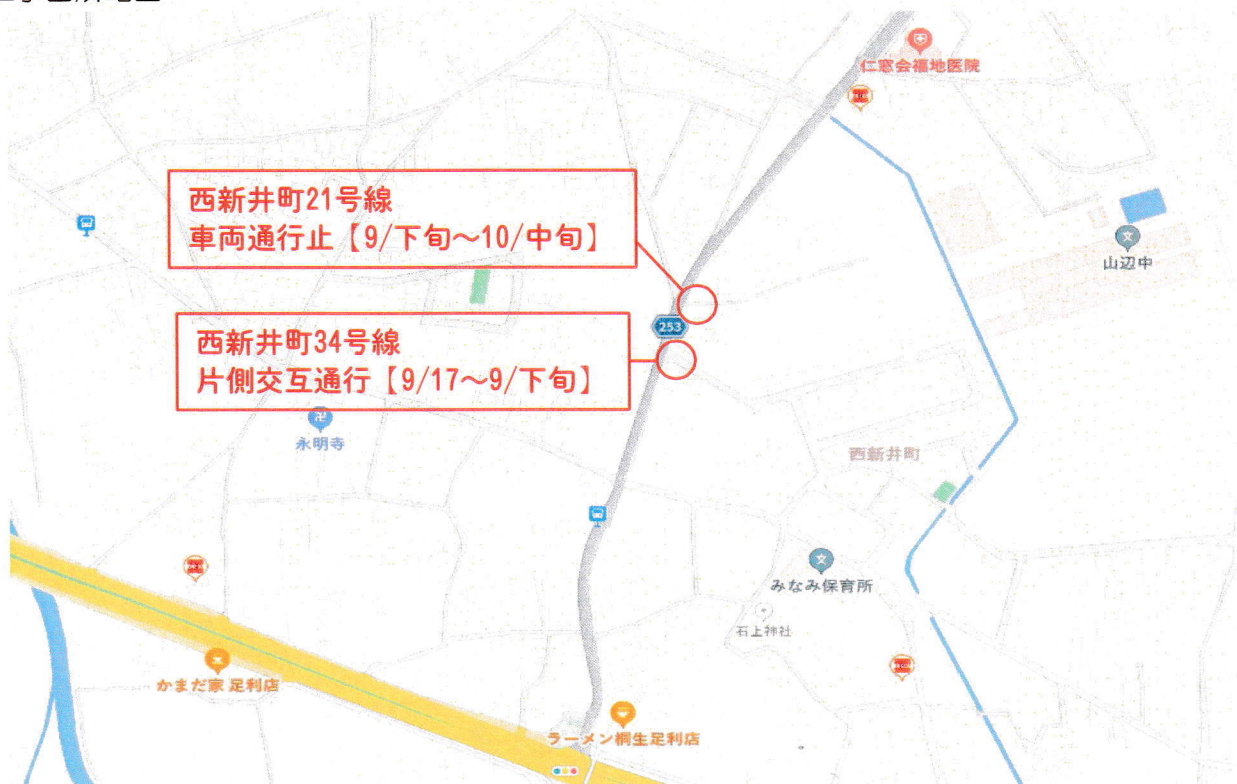 仁窓会福地医院
西新井町21号線
車両通行止【9/下旬～10/中旬】
山辺中
253
西新井町34号線
片側交互通行【9/17～9/下旬】
永明寺
西新井町
みなみ保育所
石上神社
かまだ家 足利店
ラーメン桐生足利店